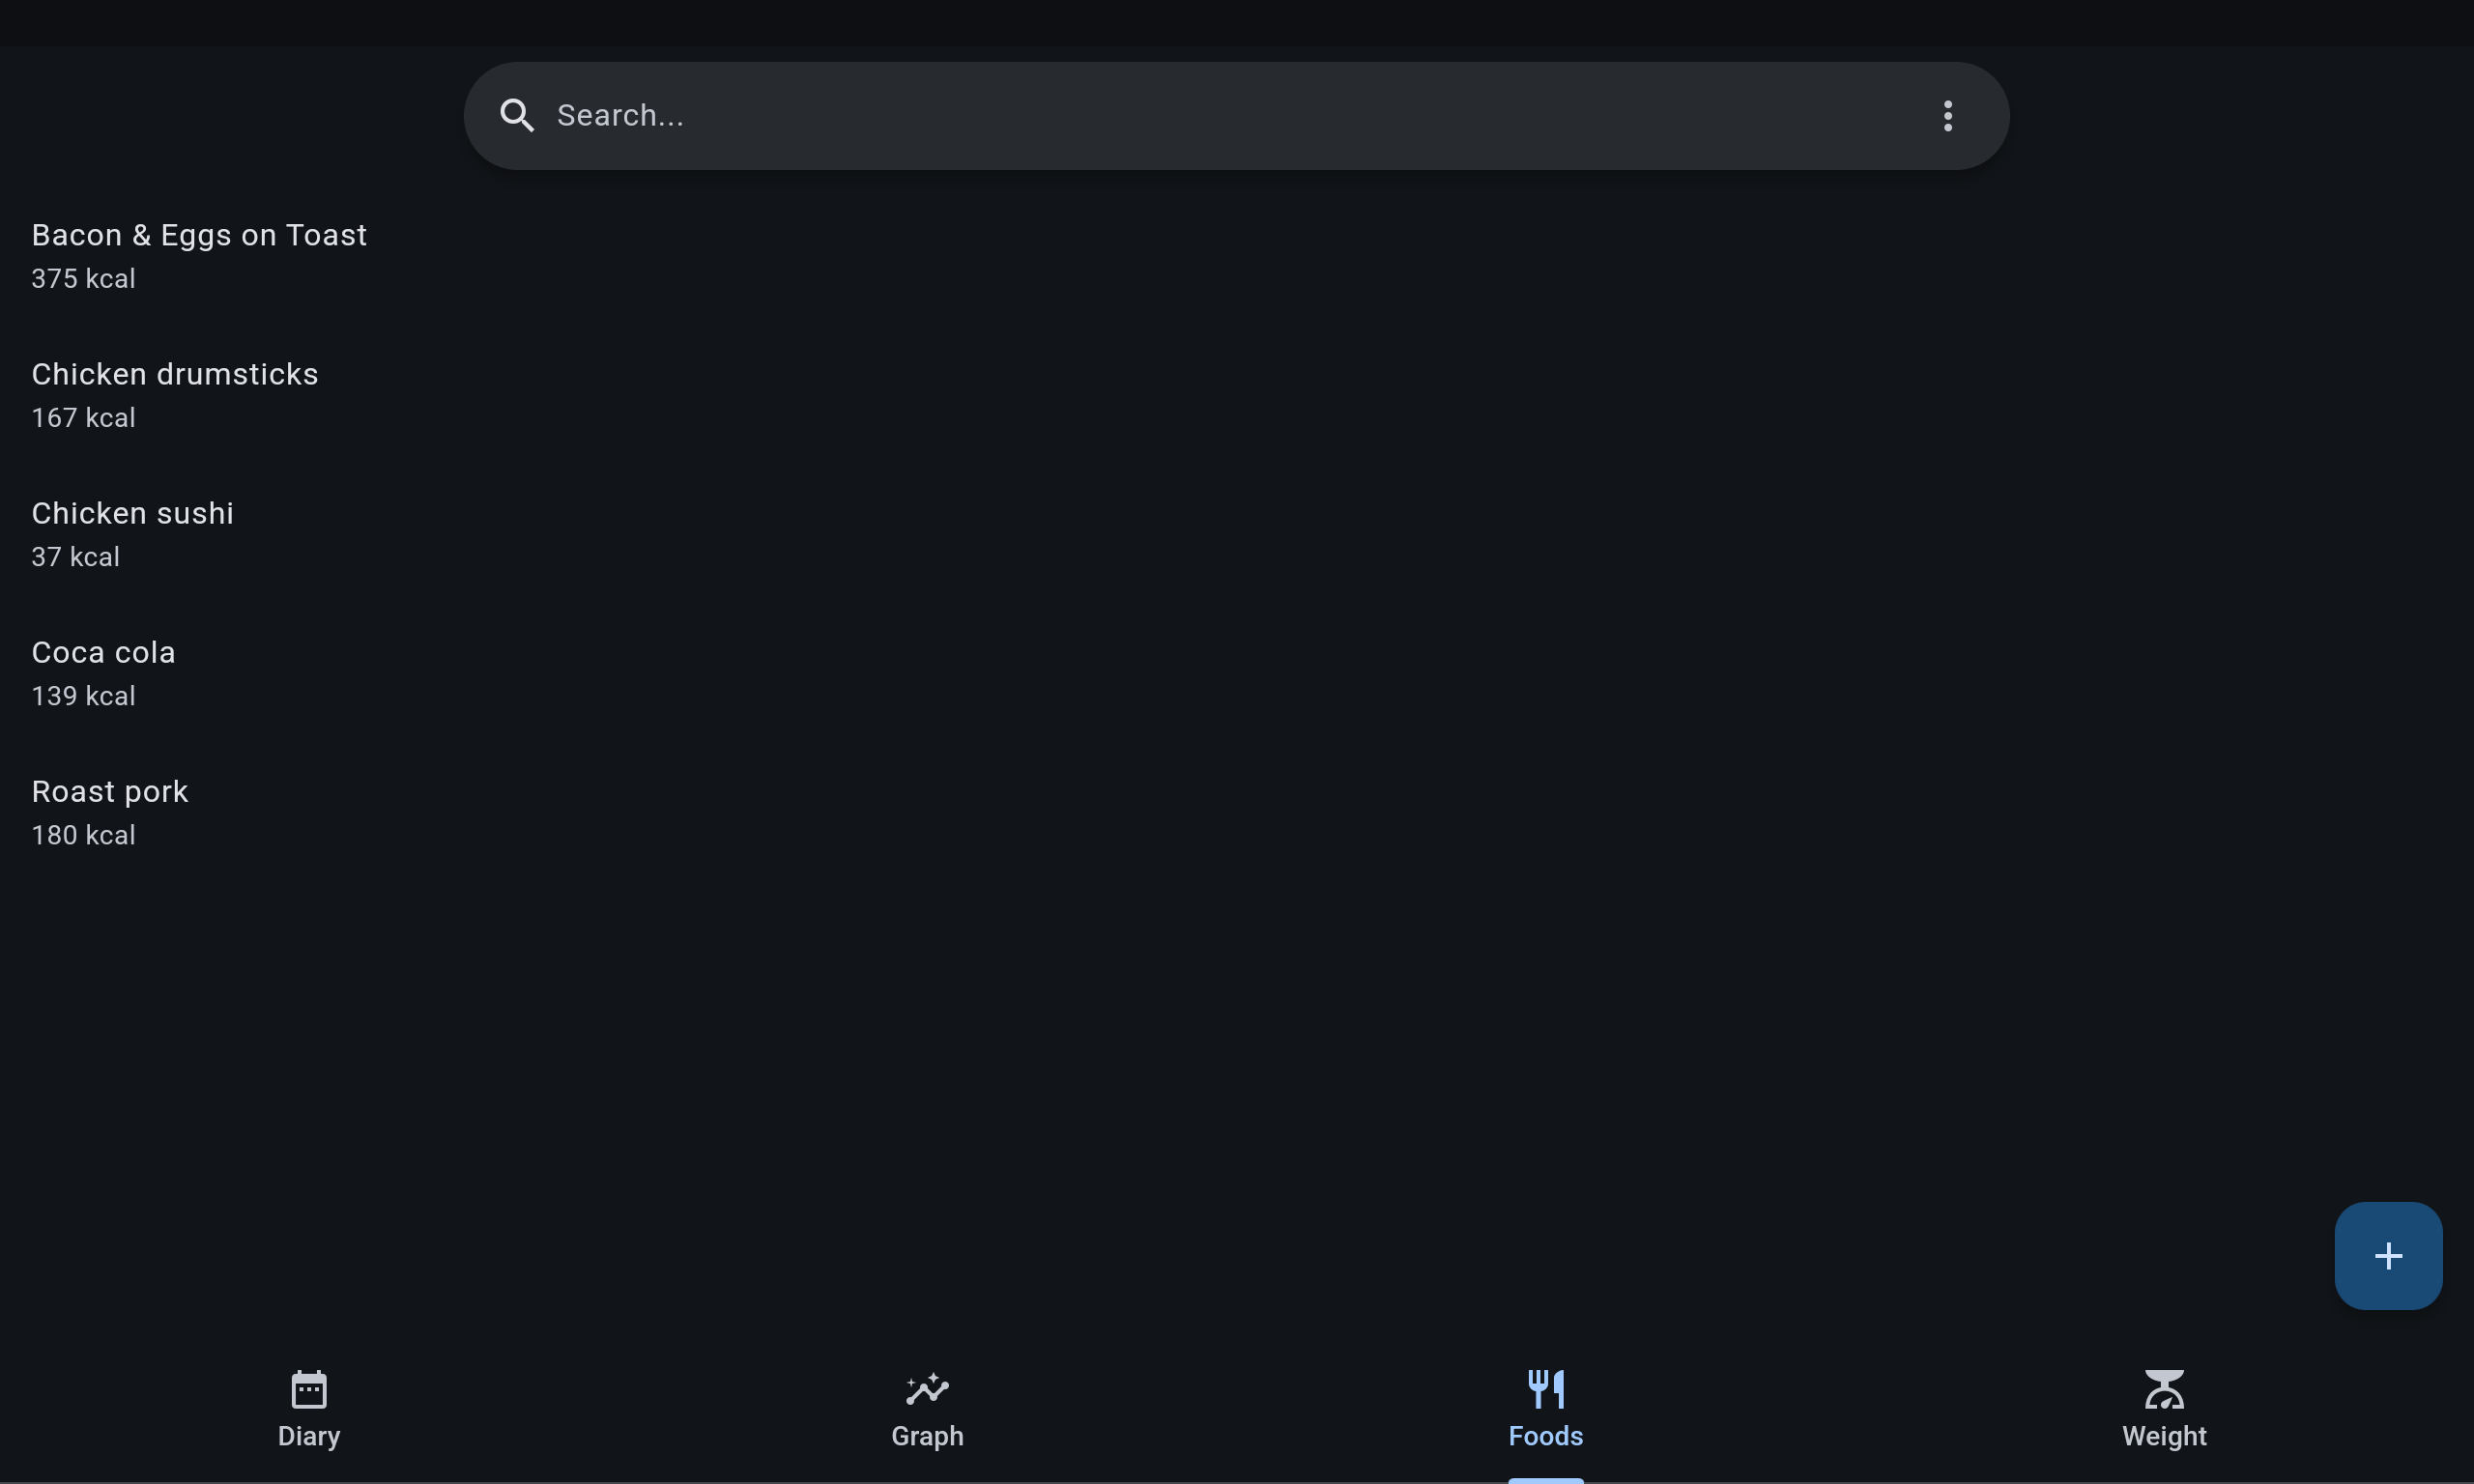 Search...
Bacon & Eggs on Toast
375 kcal
Chicken drumsticks
167 kcal
Chicken sushi
37 kcal
Coca cola
139 kcal
Roast pork
180 kcal
Diary
Graph
Foods
Weight